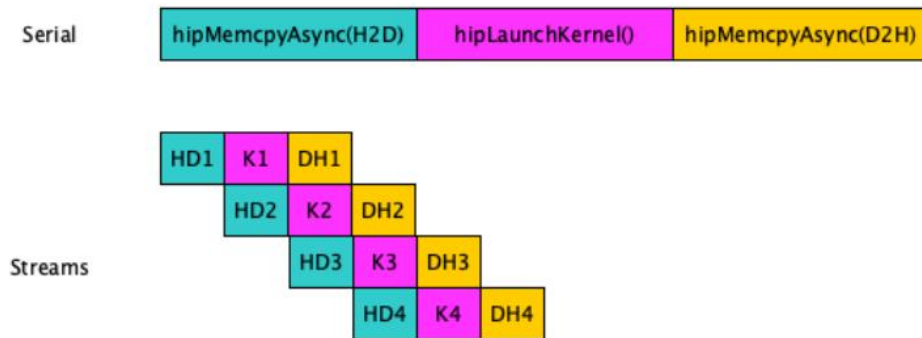 Serial hipMemcpyAsync(H2D) hipLaunchKernel() hipMemcpyAsync(D2H)
HD1 K1 DH1
HD2 K2 DH2
Streams HD3 K3 DH3
HD4 K4 DH4